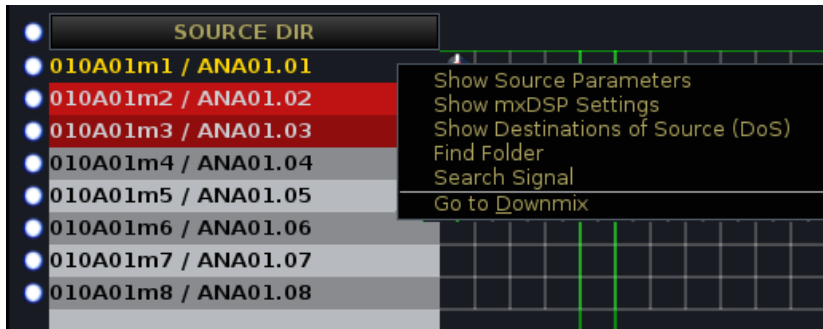 SOURCE DIR
010A01m1 / ANA01.01
010A01m2 / ANA01.02
010A01m3 / ANA01.03
010A01m4 / ANA01.04
010A01m5 / ANA01.05
010A01m6 / ANA01.06
010A01m7 / ANA01.07
010A01m8 / ANA01.08
Show Source Parameters
Show mxDSP Settings
Show Destinations of Source (DoS)
Find Folder
Search Signal
Go to Downmix